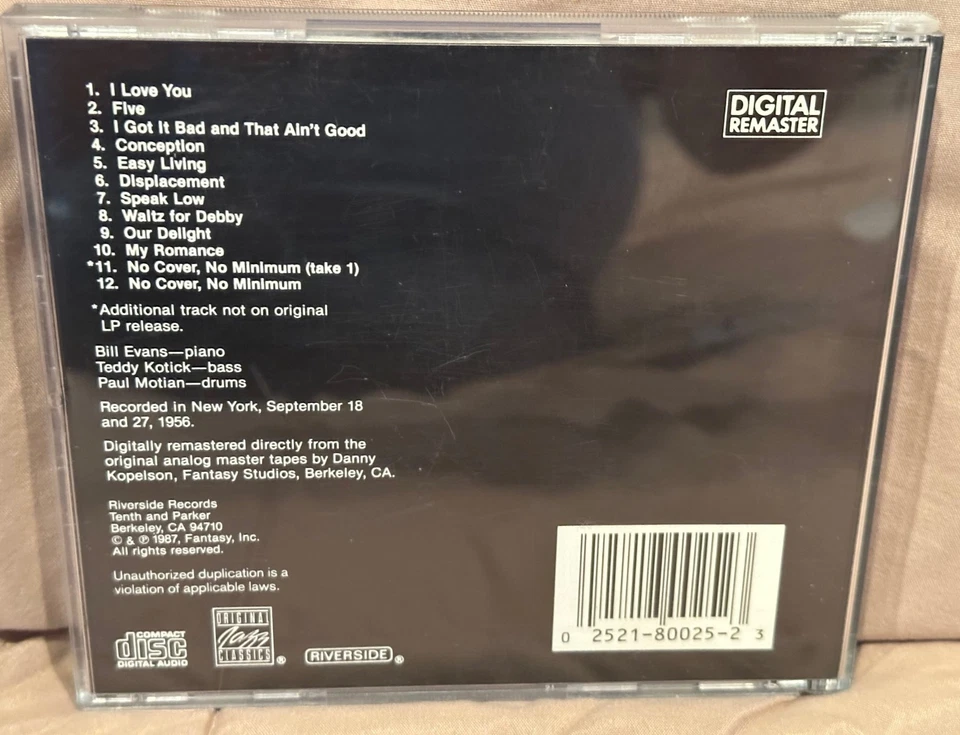 1. I Love You
2. Five
3. I Got It Bad and That Ain't Good
4. Conception
5. Easy Living
6. Displacement
7. Speak Low
8. Waltz for Debby
9. Our Delight
10. My Romance
*11. No Cover, No Minimum (take 1)
12. No Cover, No Minimum
*Additional track not on original
LP release.
Bill Evans—piano
Teddy Kotick—bass
Paul Motian—drums
Recorded in New York, September 18
and 27, 1956.
Digitally remastered directly from the
original analog master tapes by Danny
Kopelson, Fantasy Studios, Berkeley, CA.
Riverside Records
Tenth and Parker
Berkeley, CA 94710
© & ℗ 1987, Fantasy, Inc.
All rights reserved.
Unauthorized duplication is a
violation of applicable laws.
COMPACT
disc
DIGITAL AUDIO
ORIGINAL
Jazz
CLASSICS ®
RIVERSIDE ®
DIGITAL
REMASTER
0 2521-80025-2 3